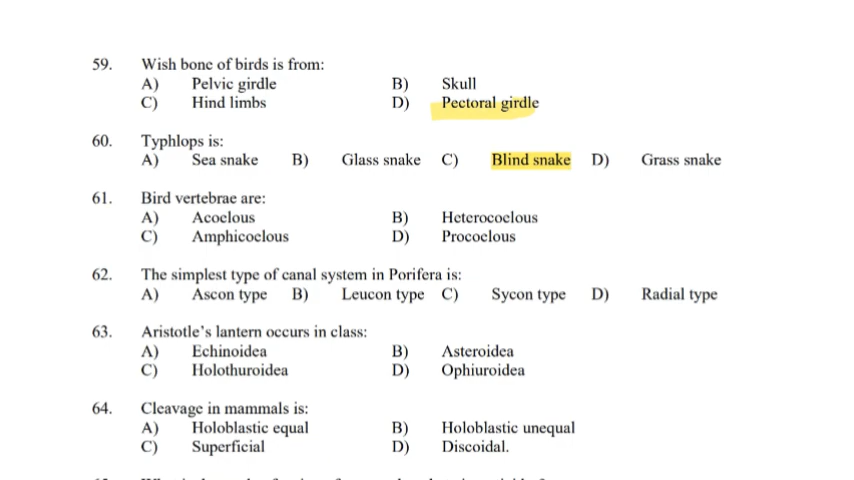 59. Wish bone of birds is from:
A) Pelvic girdle B) Skull
C) Hind limbs D) Pectoral girdle
60. Typhlops is:
A) Sea snake B) Glass snake C) Blind snake D) Grass snake
61. Bird vertebrae are:
A) Acoelous B) Heterocoelous
C) Amphicoelous D) Procoelous
62. The simplest type of canal system in Porifera is:
A) Ascon type B) Leucon type C) Sycon type D) Radial type
63. Aristotle's lantern occurs in class:
A) Echinoidea B) Asteroidea
C) Holothuroidea D) Ophiuroidea
64. Cleavage in mammals is:
A) Holoblastic equal B) Holoblastic unequal
C) Superficial D) Discoidal.